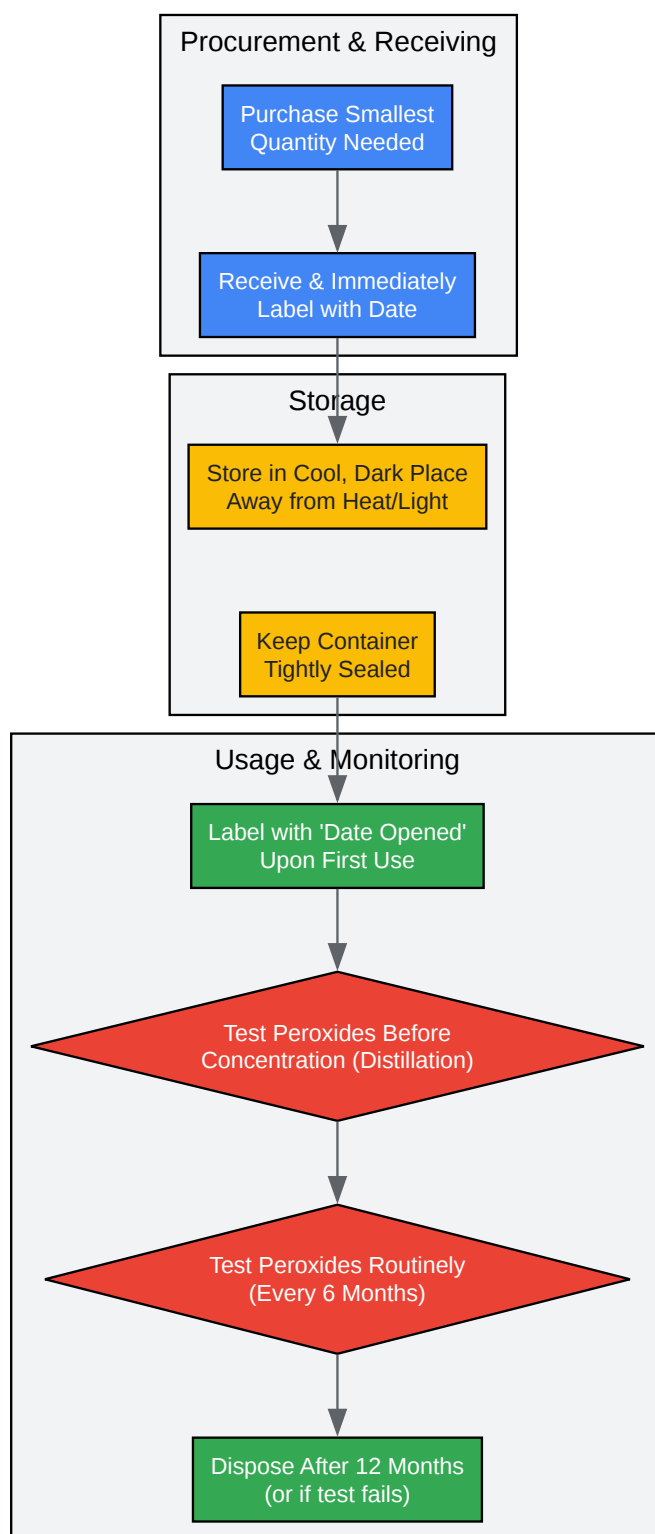 Procurement & Receiving
Purchase Smallest
Quantity Needed
Receive & Immediately
Label with Date
Storage
Store in Cool, Dark Place
Away from Heat/Light
Keep Container
Tightly Sealed
Usage & Monitoring
Label with 'Date Opened'
Upon First Use
Test Peroxides Before
Concentration (Distillation)
Test Peroxides Routinely
(Every 6 Months)
Dispose After 12 Months
(or if test fails)